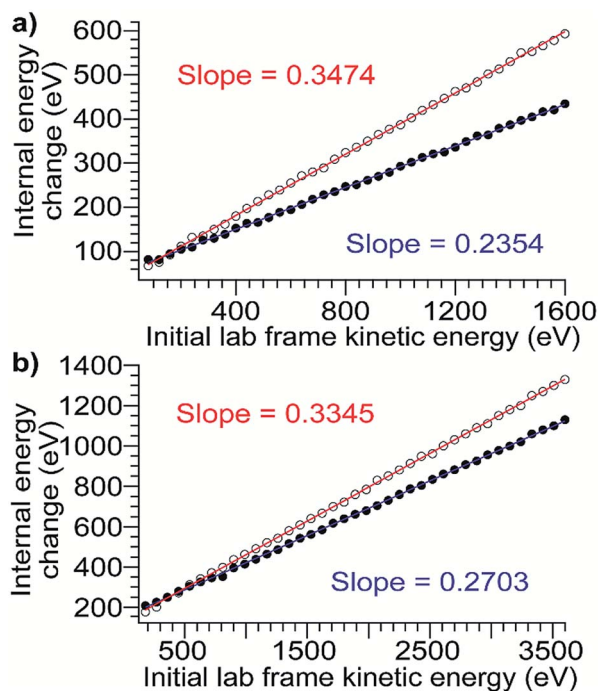 a)
600
500
400
300
200
100
Internal energy
change (eV)
Slope = 0.3474
Slope = 0.2354
400
800
1200
1600
Initial lab frame kinetic energy (eV)
b)
1400
1200
1000
800
600
400
200
Internal energy
change (eV)
Slope = 0.3345
Slope = 0.2703
500
1500
2500
3500
Initial lab frame kinetic energy (eV)